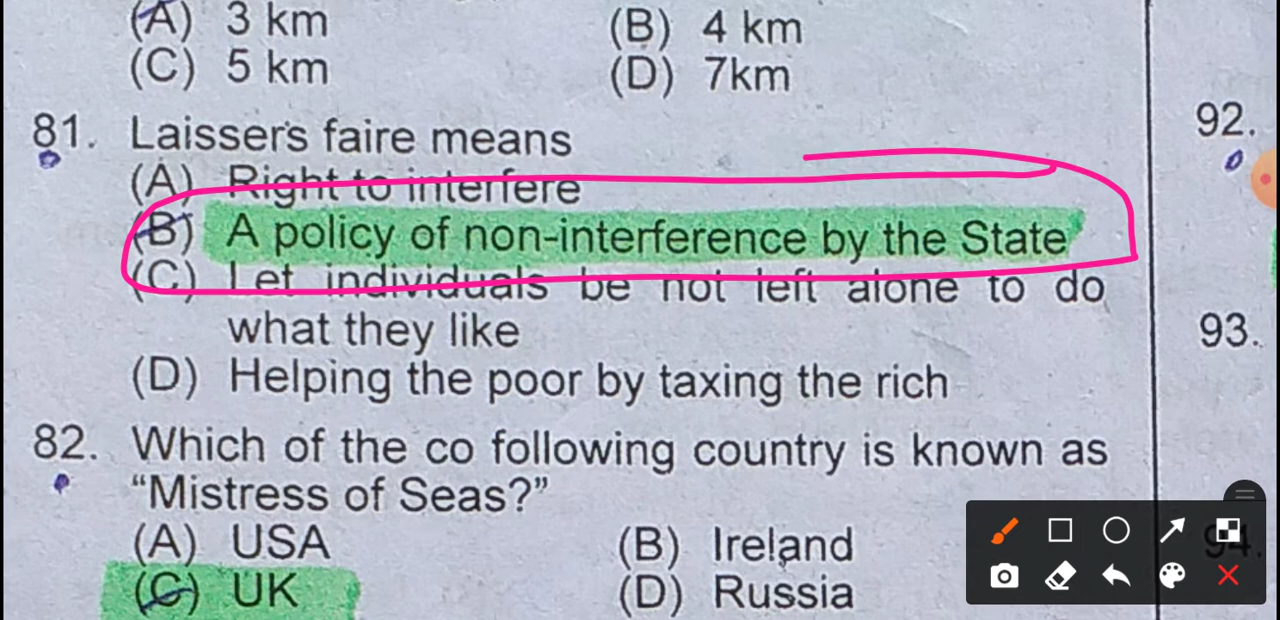 (A) 3 km (B) 4 km
(C) 5 km (D) 7km
81. Laisser's faire means
(A) Right to interfere
(B) A policy of non-interference by the State
(C) Let individuals be not left alone to do
what they like
(D) Helping the poor by taxing the rich
82. Which of the co following country is known as
"Mistress of Seas?"
(A) USA (B) Ireland
(C) UK (D) Russia
92.
93.
94.